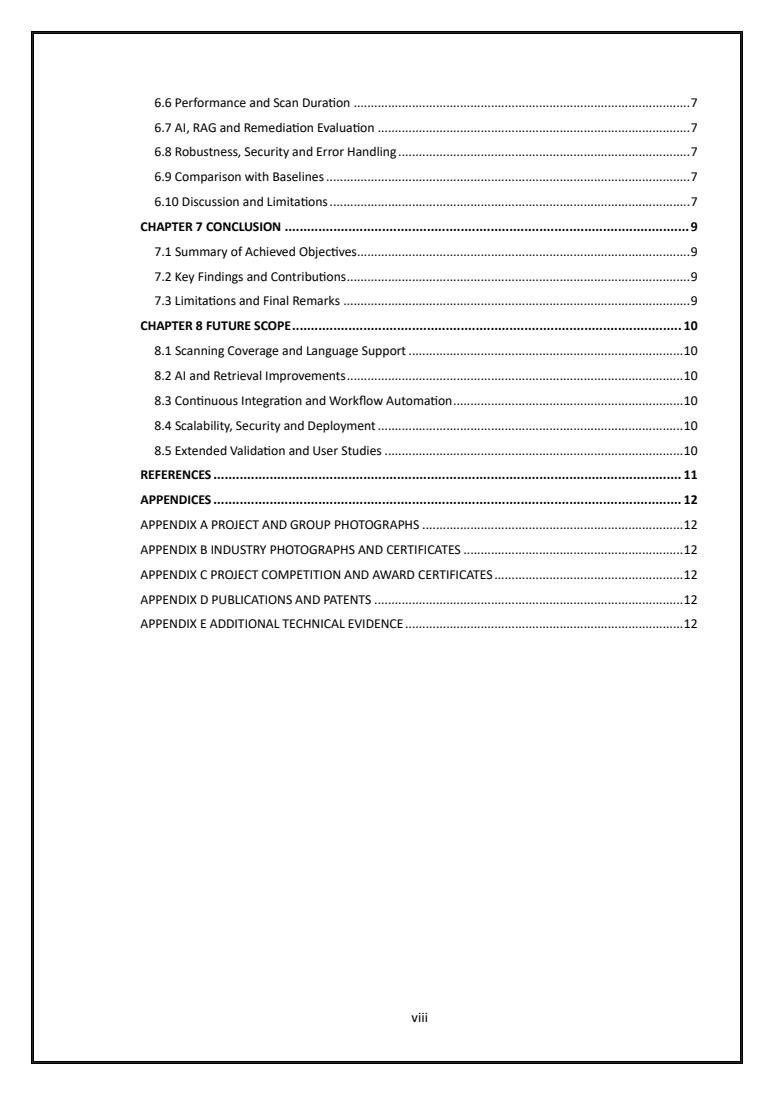 6.6 Performance and Scan Duration ........ 7
6.7 AI, RAG and Remediation Evaluation ........ 7
6.8 Robustness, Security and Error Handling ........ 7
6.9 Comparison with Baselines ........ 7
6.10 Discussion and Limitations ........ 7
CHAPTER 7 CONCLUSION ........ 9
7.1 Summary of Achieved Objectives ........ 9
7.2 Key Findings and Contributions ........ 9
7.3 Limitations and Final Remarks ........ 9
CHAPTER 8 FUTURE SCOPE ........ 10
8.1 Scanning Coverage and Language Support ........ 10
8.2 AI and Retrieval Improvements ........ 10
8.3 Continuous Integration and Workflow Automation ........ 10
8.4 Scalability, Security and Deployment ........ 10
8.5 Extended Validation and User Studies ........ 10
REFERENCES ........ 11
APPENDICES ........ 12
APPENDIX A PROJECT AND GROUP PHOTOGRAPHS ........ 12
APPENDIX B INDUSTRY PHOTOGRAPHS AND CERTIFICATES ........ 12
APPENDIX C PROJECT COMPETITION AND AWARD CERTIFICATES ........ 12
APPENDIX D PUBLICATIONS AND PATENTS ........ 12
APPENDIX E ADDITIONAL TECHNICAL EVIDENCE ........ 12
viii